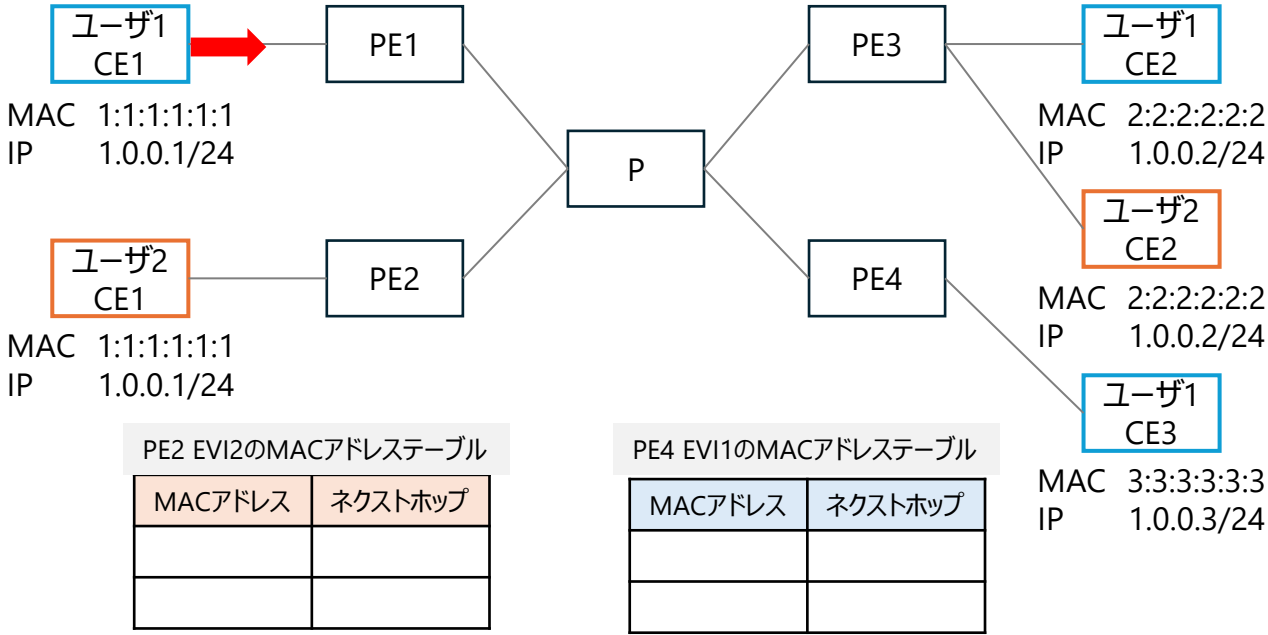 ユーザ1
CE1
PE1
PE3
ユーザ1
CE2
MAC 1:1:1:1:1:1
IP 1.0.0.1/24
MAC 2:2:2:2:2:2
IP 1.0.0.2/24
P
ユーザ2
CE1
PE2
PE4
ユーザ2
CE2
MAC 1:1:1:1:1:1
IP 1.0.0.1/24
MAC 2:2:2:2:2:2
IP 1.0.0.2/24
ユーザ1
CE3
MAC 3:3:3:3:3:3
IP 1.0.0.3/24
PE2 EVI2のMACアドレステーブル
MACアドレス ネクストホップ
PE4 EVI1のMACアドレステーブル
MACアドレス ネクストホップ